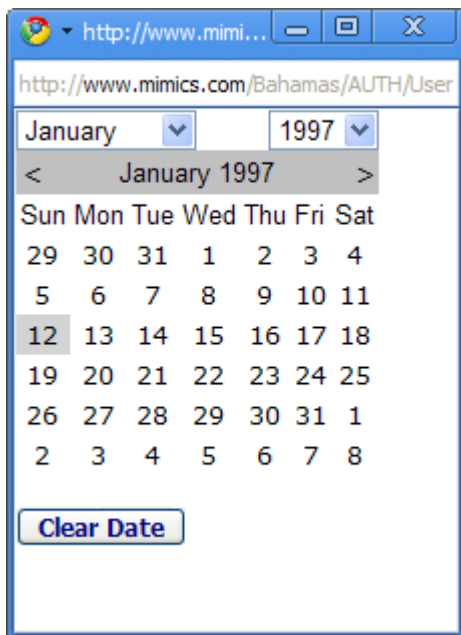 http://www.mimi...
http://www.mimics.com/Bahamas/AUTH/User
January 1997
< January 1997 >
Sun Mon Tue Wed Thu Fri Sat
29 30 31 1 2 3 4
5 6 7 8 9 10 11
12 13 14 15 16 17 18
19 20 21 22 23 24 25
26 27 28 29 30 31 1
2 3 4 5 6 7 8
Clear Date